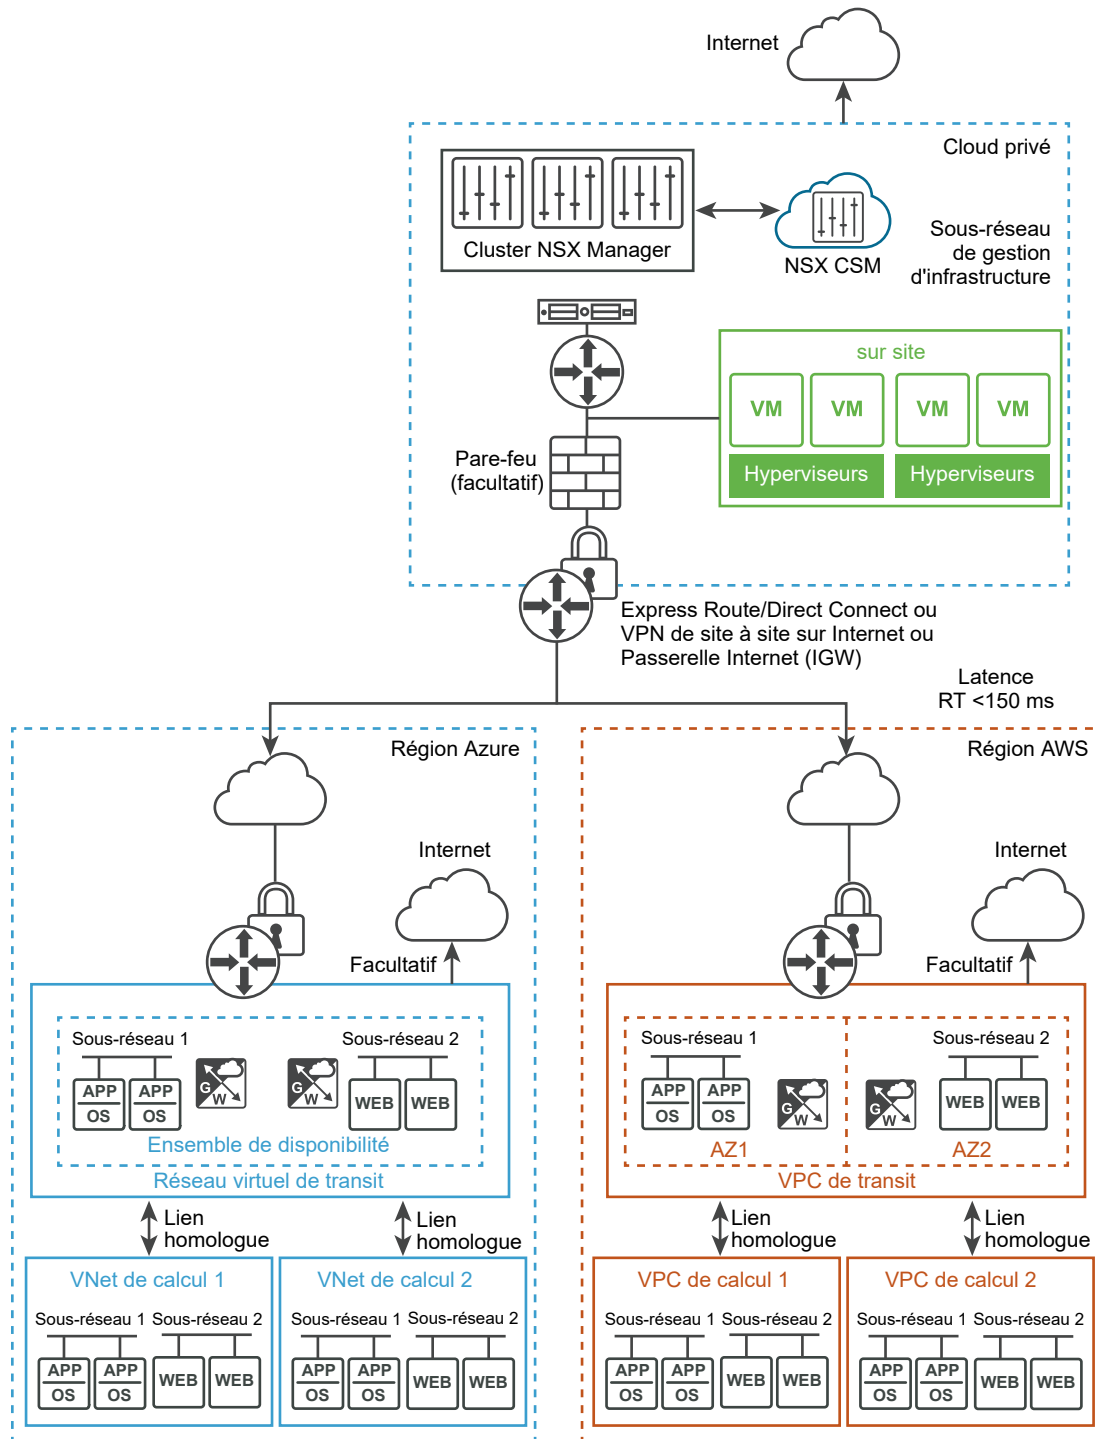 Internet
Cloud privé
Cluster NSX Manager
NSX CSM
Sous-réseau
de gestion
d'infrastructure
sur site
VM
VM
VM
VM
Hyperviseurs
Hyperviseurs
Pare-feu
(facultatif)
Express Route/Direct Connect ou
VPN de site à site sur Internet ou
Passerelle Internet (IGW)
Latence
RT <150 ms
Région Azure
Internet
Facultatif
Sous-réseau 1
APP
OS
APP
OS
G
W
G
W
Sous-réseau 2
WEB
WEB
Ensemble de disponibilité
Réseau virtuel de transit
Lien
homologue
Lien
homologue
VNet de calcul 1
Sous-réseau 1
APP
OS
APP
OS
Sous-réseau 2
WEB
WEB
VNet de calcul 2
Sous-réseau 1
APP
OS
APP
OS
Sous-réseau 2
WEB
WEB
Région AWS
Internet
Facultatif
Sous-réseau 1
APP
OS
APP
OS
G
W
AZ1
G
W
Sous-réseau 2
WEB
WEB
AZ2
VPC de transit
Lien
homologue
Lien
homologue
VPC de calcul 1
Sous-réseau 1
APP
OS
APP
OS
Sous-réseau 2
WEB
WEB
VPC de calcul 2
Sous-réseau 1
APP
OS
APP
OS
Sous-réseau 2
WEB
WEB